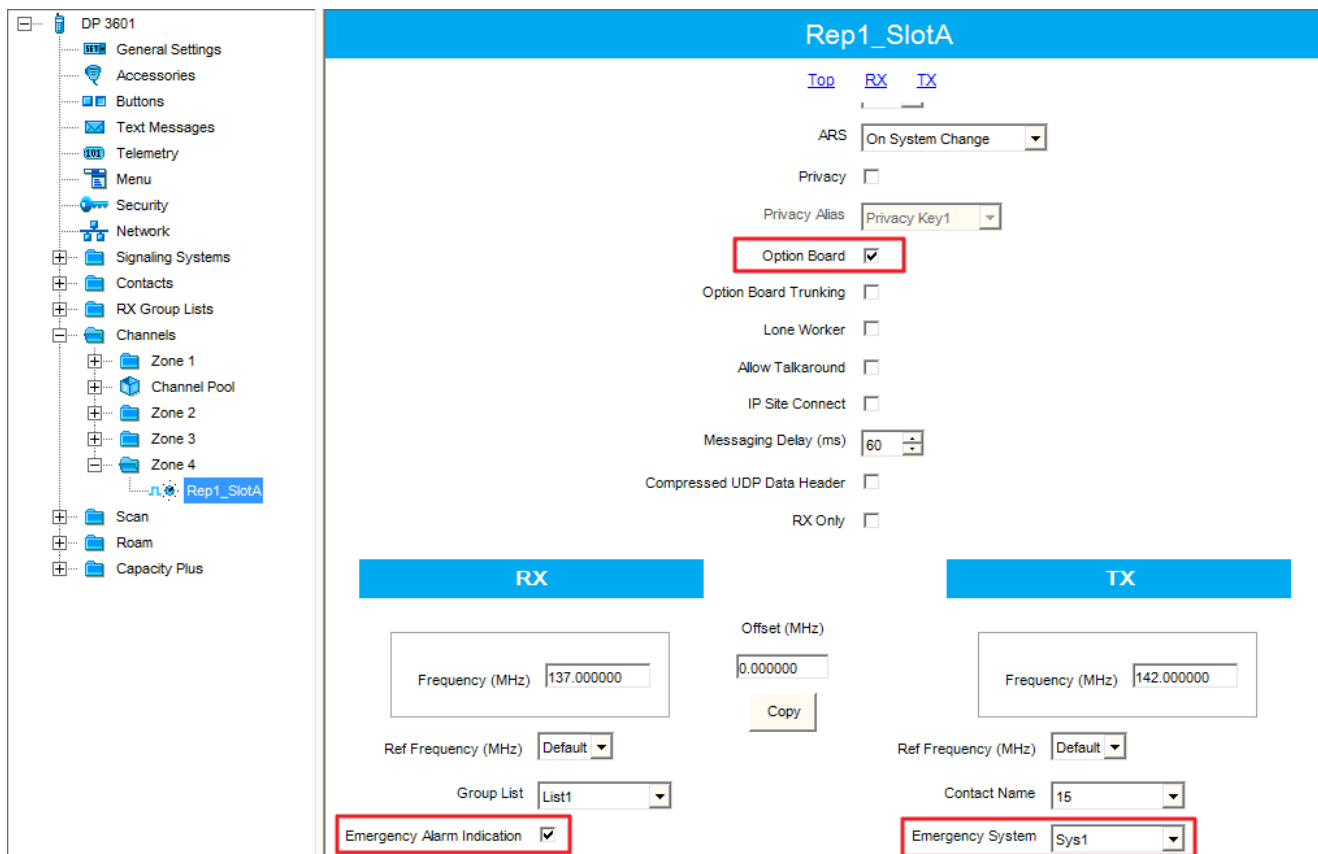 DP 3601
General Settings
Accessories
Buttons
Text Messages
Telemetry
Menu
Security
Network
Signaling Systems
Contacts
RX Group Lists
Channels
Zone 1
Channel Pool
Zone 2
Zone 3
Zone 4
Rep1_SlotA
Scan
Roam
Capacity Plus
Rep1_SlotA
Top RX TX
ARS On System Change
Privacy
Privacy Alias Privacy Key1
Option Board
Option Board Trunking
Lone Worker
Allow Talkaround
IP Site Connect
Messaging Delay (ms) 60
Compressed UDP Data Header
RX Only
RX
Frequency (MHz) 137.000000
Ref Frequency (MHz) Default
Group List List1
Emergency Alarm Indication
Offset (MHz)
0.000000
Copy
TX
Frequency (MHz) 142.000000
Ref Frequency (MHz) Default
Contact Name 15
Emergency System Sys1